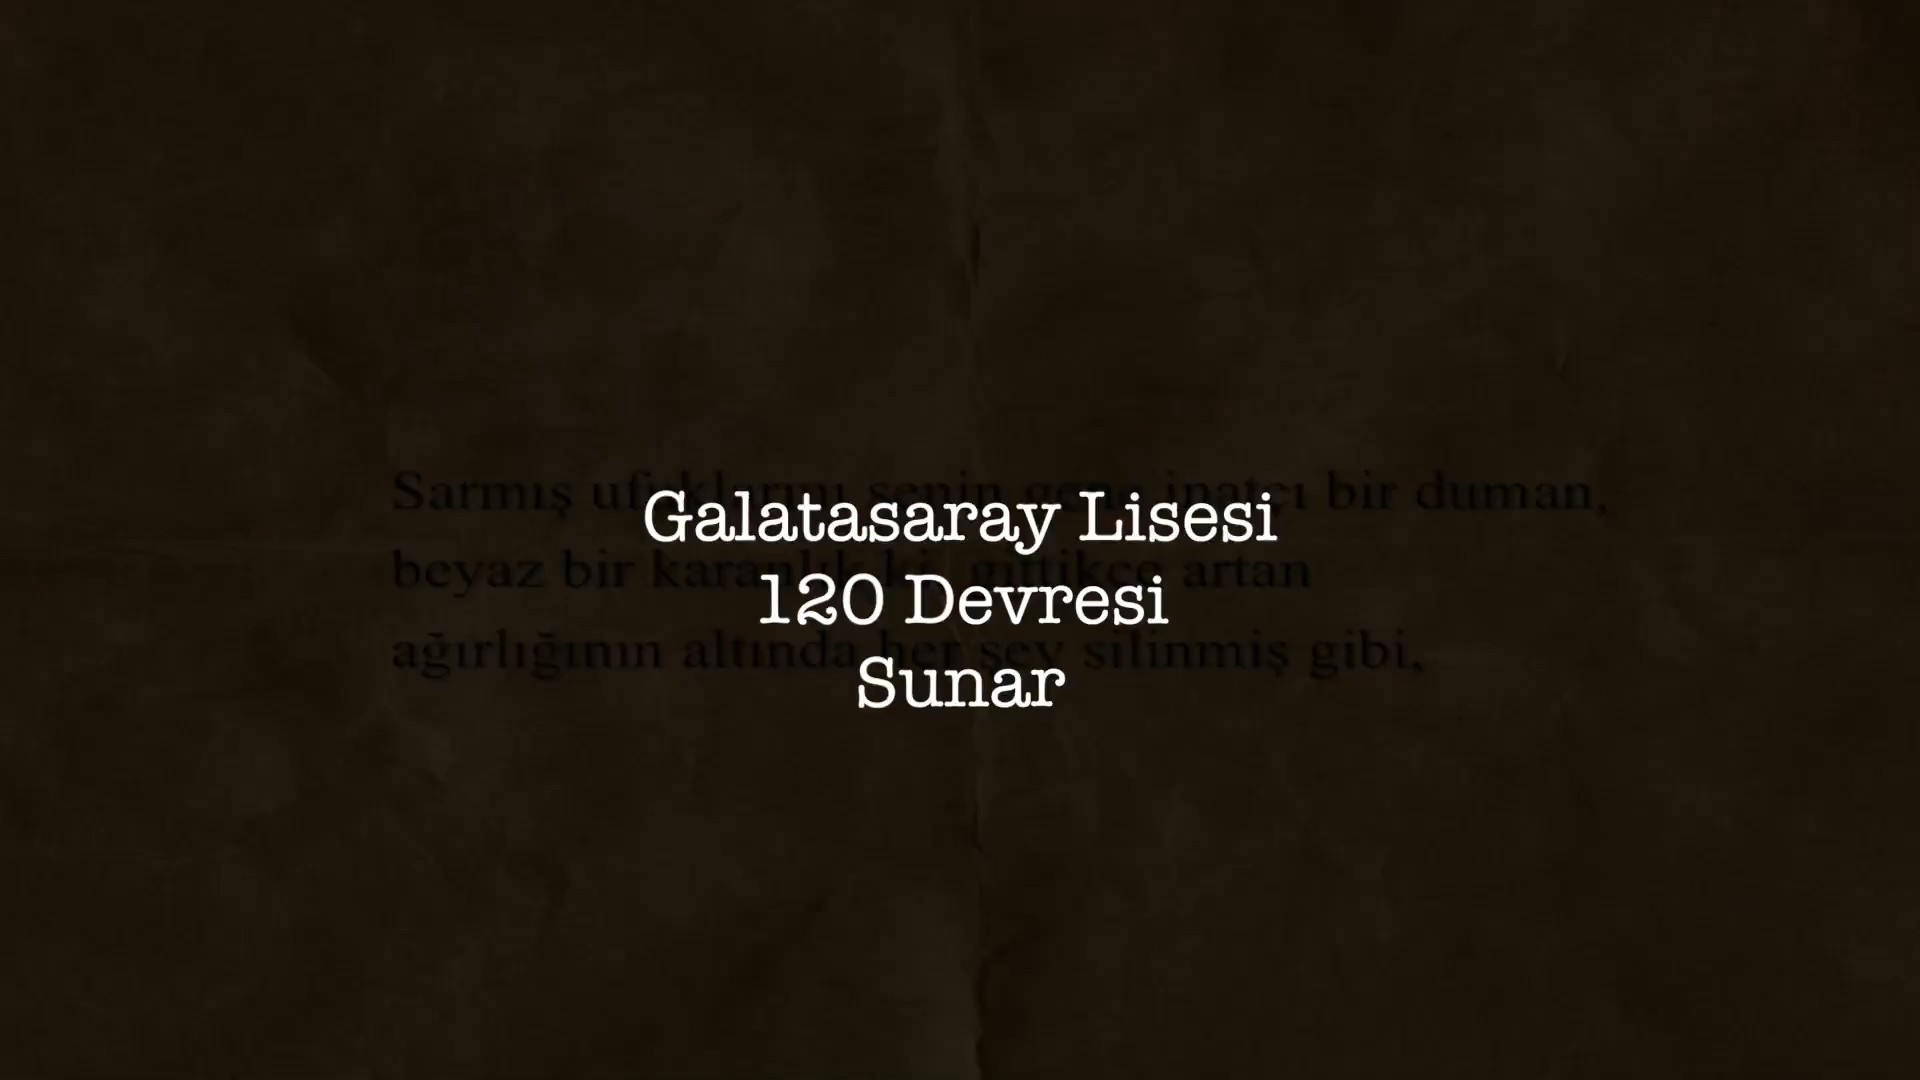 Galatasaray Lisesi
120 Devresi
Sunar
Sarmış ufuklarını senin gene inatçı bir duman,
beyaz bir karanlık ki, gittikçe artan
ağırlığının altında her şey silinmiş gibi,